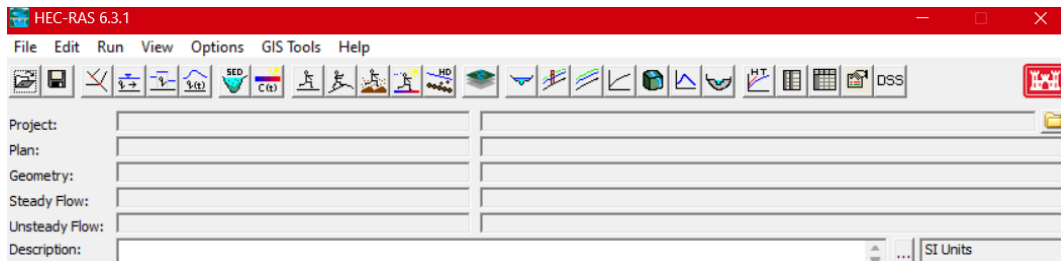 HEC-RAS 6.3.1
File Edit Run View Options GIS Tools Help
SED C(t) HD HT DSS
Project:
Plan:
Geometry:
Steady Flow:
Unsteady Flow:
Description: ... SI Units